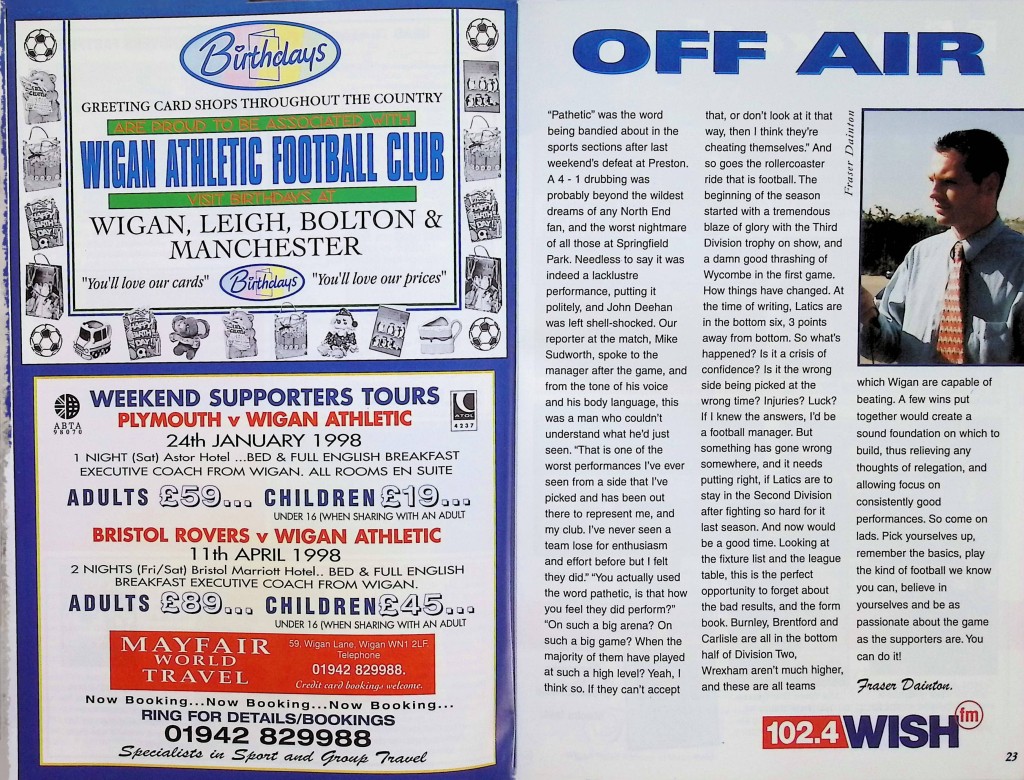 Birthdays
GREETING CARD SHOPS THROUGHOUT THE COUNTRY
ARE PROUD TO BE ASSOCIATED WITH
WIGAN ATHLETIC FOOTBALL CLUB
VISIT BIRTHDAYS AT
WIGAN, LEIGH, BOLTON &
MANCHESTER
"You'll love our cards"
Birthdays
"You'll love our prices"
ABTA
98070
ATOL
4237
WEEKEND SUPPORTERS TOURS
PLYMOUTH v WIGAN ATHLETIC
24th JANUARY 1998
1 NIGHT (Sat) Astor Hotel ...BED & FULL ENGLISH BREAKFAST
EXECUTIVE COACH FROM WIGAN. ALL ROOMS EN SUITE
ADULTS £59... CHILDREN £19...
UNDER 16 (WHEN SHARING WITH AN ADULT
BRISTOL ROVERS v WIGAN ATHLETIC
11th APRIL 1998
2 NIGHTS (Fri/Sat) Bristol Marriott Hotel.. BED & FULL ENGLISH
BREAKFAST EXECUTIVE COACH FROM WIGAN.
ADULTS £89... CHILDREN £45...
UNDER 16 (WHEN SHARING WITH AN ADULT
MAYFAIR
WORLD
TRAVEL
59, Wigan Lane, Wigan WN1 2LF.
Telephone
01942 829988.
Credit card bookings welcome.
Now Booking...Now Booking...Now Booking...
RING FOR DETAILS/BOOKINGS
01942 829988
Specialists in Sport and Group Travel
OFF AIR
"Pathetic" was the word
being bandied about in the
sports sections after last
weekend's defeat at Preston.
A 4 - 1 drubbing was
probably beyond the wildest
dreams of any North End
fan, and the worst nightmare
of all those at Springfield
Park. Needless to say it was
indeed a lacklustre
performance, putting it
politely, and John Deehan
was left shell-shocked. Our
reporter at the match, Mike
Sudworth, spoke to the
manager after the game, and
from the tone of his voice
and his body language, this
was a man who couldn't
understand what he'd just
seen. "That is one of the
worst performances I've ever
seen from a side that I've
picked and has been out
there to represent me, and
my club. I've never seen a
team lose for enthusiasm
and effort before but I felt
they did." "You actually used
the word pathetic, is that how
you feel they did perform?"
"On such a big arena? On
such a big game? When the
majority of them have played
at such a high level? Yeah, I
think so. If they can't accept
that, or don't look at it that
way, then I think they're
cheating themselves." And
so goes the rollercoaster
ride that is football. The
beginning of the season
started with a tremendous
blaze of glory with the Third
Division trophy on show, and
a damn good thrashing of
Wycombe in the first game.
How things have changed. At
the time of writing, Latics are
in the bottom six, 3 points
away from bottom. So what's
happened? Is it a crisis of
confidence? Is it the wrong
side being picked at the
wrong time? Injuries? Luck?
If I knew the answers, I'd be
a football manager. But
something has gone wrong
somewhere, and it needs
putting right, if Latics are to
stay in the Second Division
after fighting so hard for it
last season. And now would
be a good time. Looking at
the fixture list and the league
table, this is the perfect
opportunity to forget about
the bad results, and the form
book. Burnley, Brentford and
Carlisle are all in the bottom
half of Division Two,
Wrexham aren't much higher,
and these are all teams
Fraser Dainton
which Wigan are capable of
beating. A few wins put
together would create a
sound foundation on which to
build, thus relieving any
thoughts of relegation, and
allowing focus on
consistently good
performances. So come on
lads. Pick yourselves up,
remember the basics, play
the kind of football we know
you can, believe in
yourselves and be as
passionate about the game
as the supporters are. You
can do it!
Fraser Dainton.
102.4 WISH fm
23